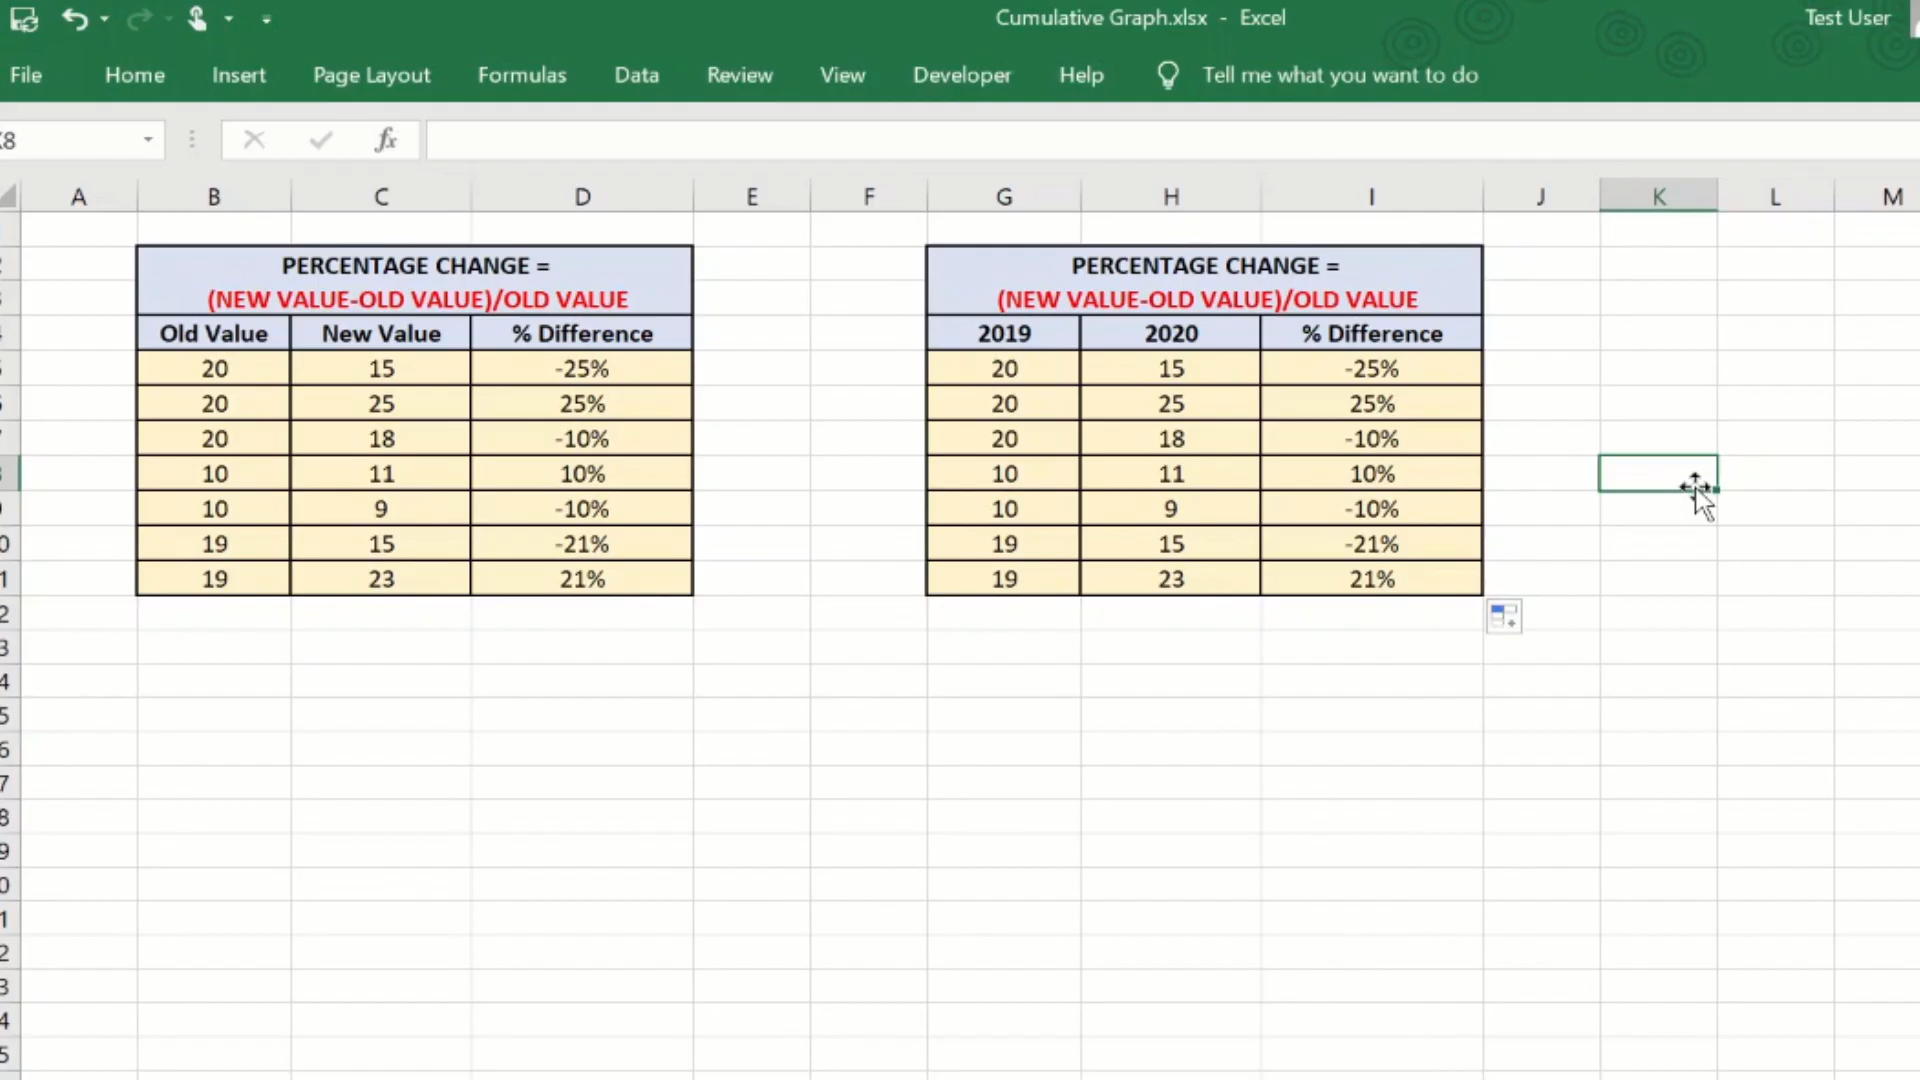 Cumulative Graph.xlsx - Excel
Test User
File Home Insert Page Layout Formulas Data Review View Developer Help Tell me what you want to do
fx
A B C D E F G H I J K L M
PERCENTAGE CHANGE =
(NEW VALUE-OLD VALUE)/OLD VALUE
Old Value New Value % Difference
20 15 -25%
20 25 25%
20 18 -10%
10 11 10%
10 9 -10%
19 15 -21%
19 23 21%
PERCENTAGE CHANGE =
(NEW VALUE-OLD VALUE)/OLD VALUE
2019 2020 % Difference
20 15 -25%
20 25 25%
20 18 -10%
10 11 10%
10 9 -10%
19 15 -21%
19 23 21%